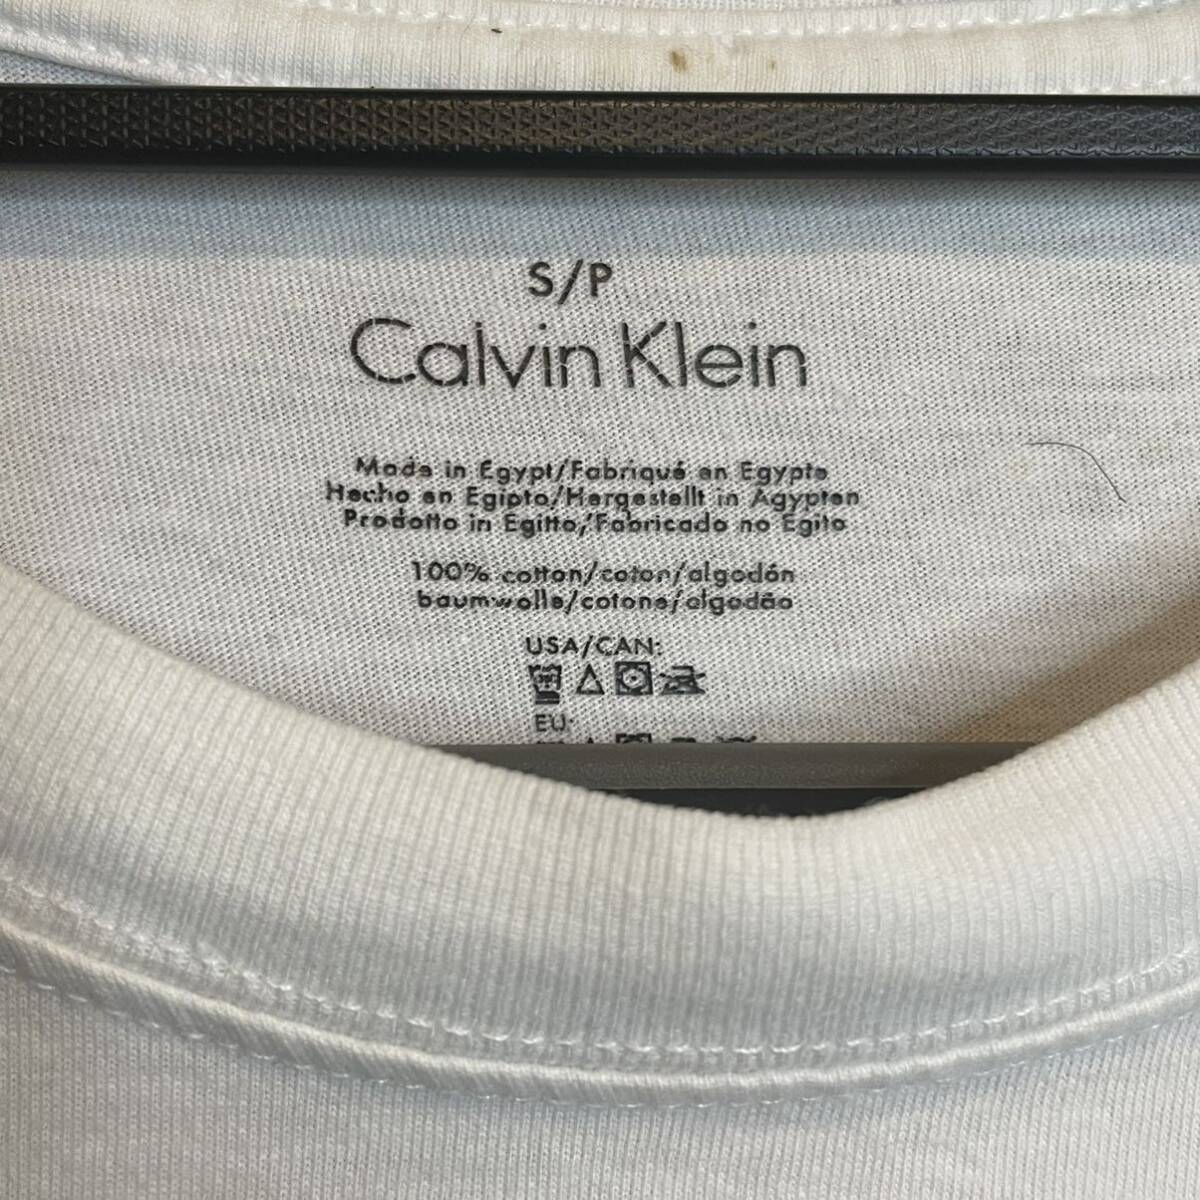 S/P
Calvin Klein
Made in Egypt/Fabriqué en Egypte
Hecho en Egipto/Hergestellt in Ägypten
Prodotto in Egitto/Fabricado no Egito
100% cotton/coton/algodón
baumwolle/cotone/algodão
USA/CAN:
EU: